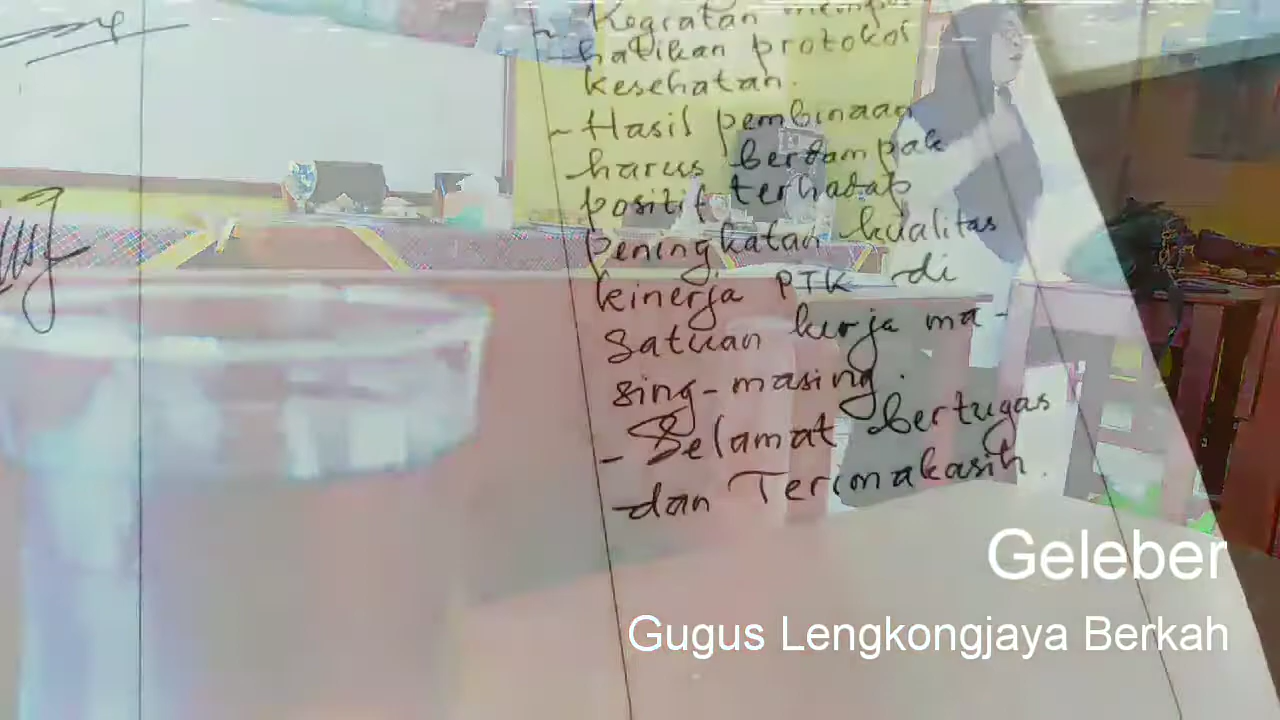 - Kegiatan
hatikan protokol
kesehatan.
- Hasil pembinaan
harus berdampak
positif terhadap
peningkatan kualitas
kinerja PTK di
Satuan kerja ma-
sing-masing.
- Selamat bertugas
dan Terimakasih.
Geleber
Gugus Lengkongjaya Berkah